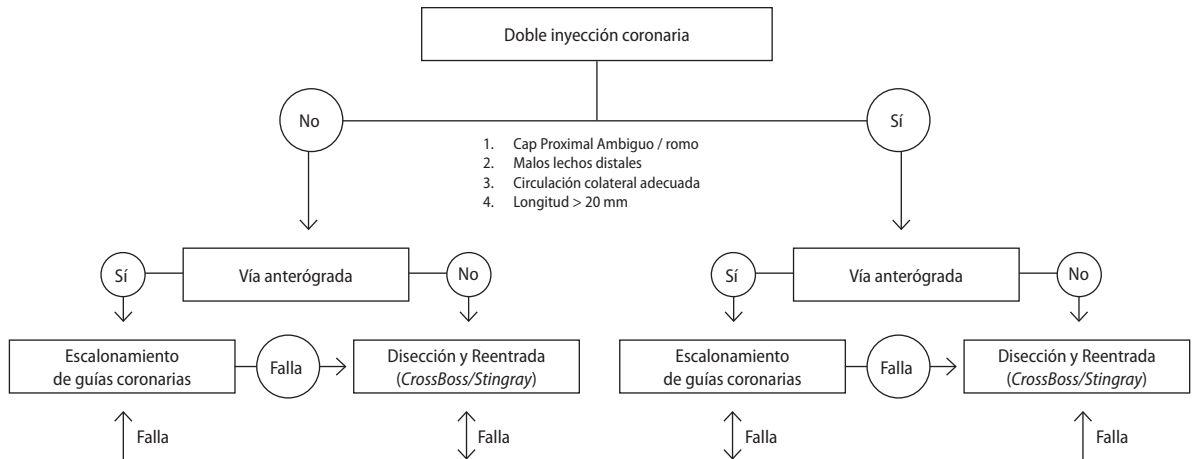 Doble inyección coronaria
No
Sí
1. Cap Proximal Ambiguo / romo
2. Malos lechos distales
3. Circulación colateral adecuada
4. Longitud > 20 mm
Sí
Vía anterógrada
No
Sí
Vía anterógrada
No
Escalonamiento
de guías coronarias
Falla
Disección y Reentrada
(CrossBoss/Stingray)
Escalonamiento
de guías coronarias
Falla
Disección y Reentrada
(CrossBoss/Stingray)
Falla
Falla
Falla
Falla